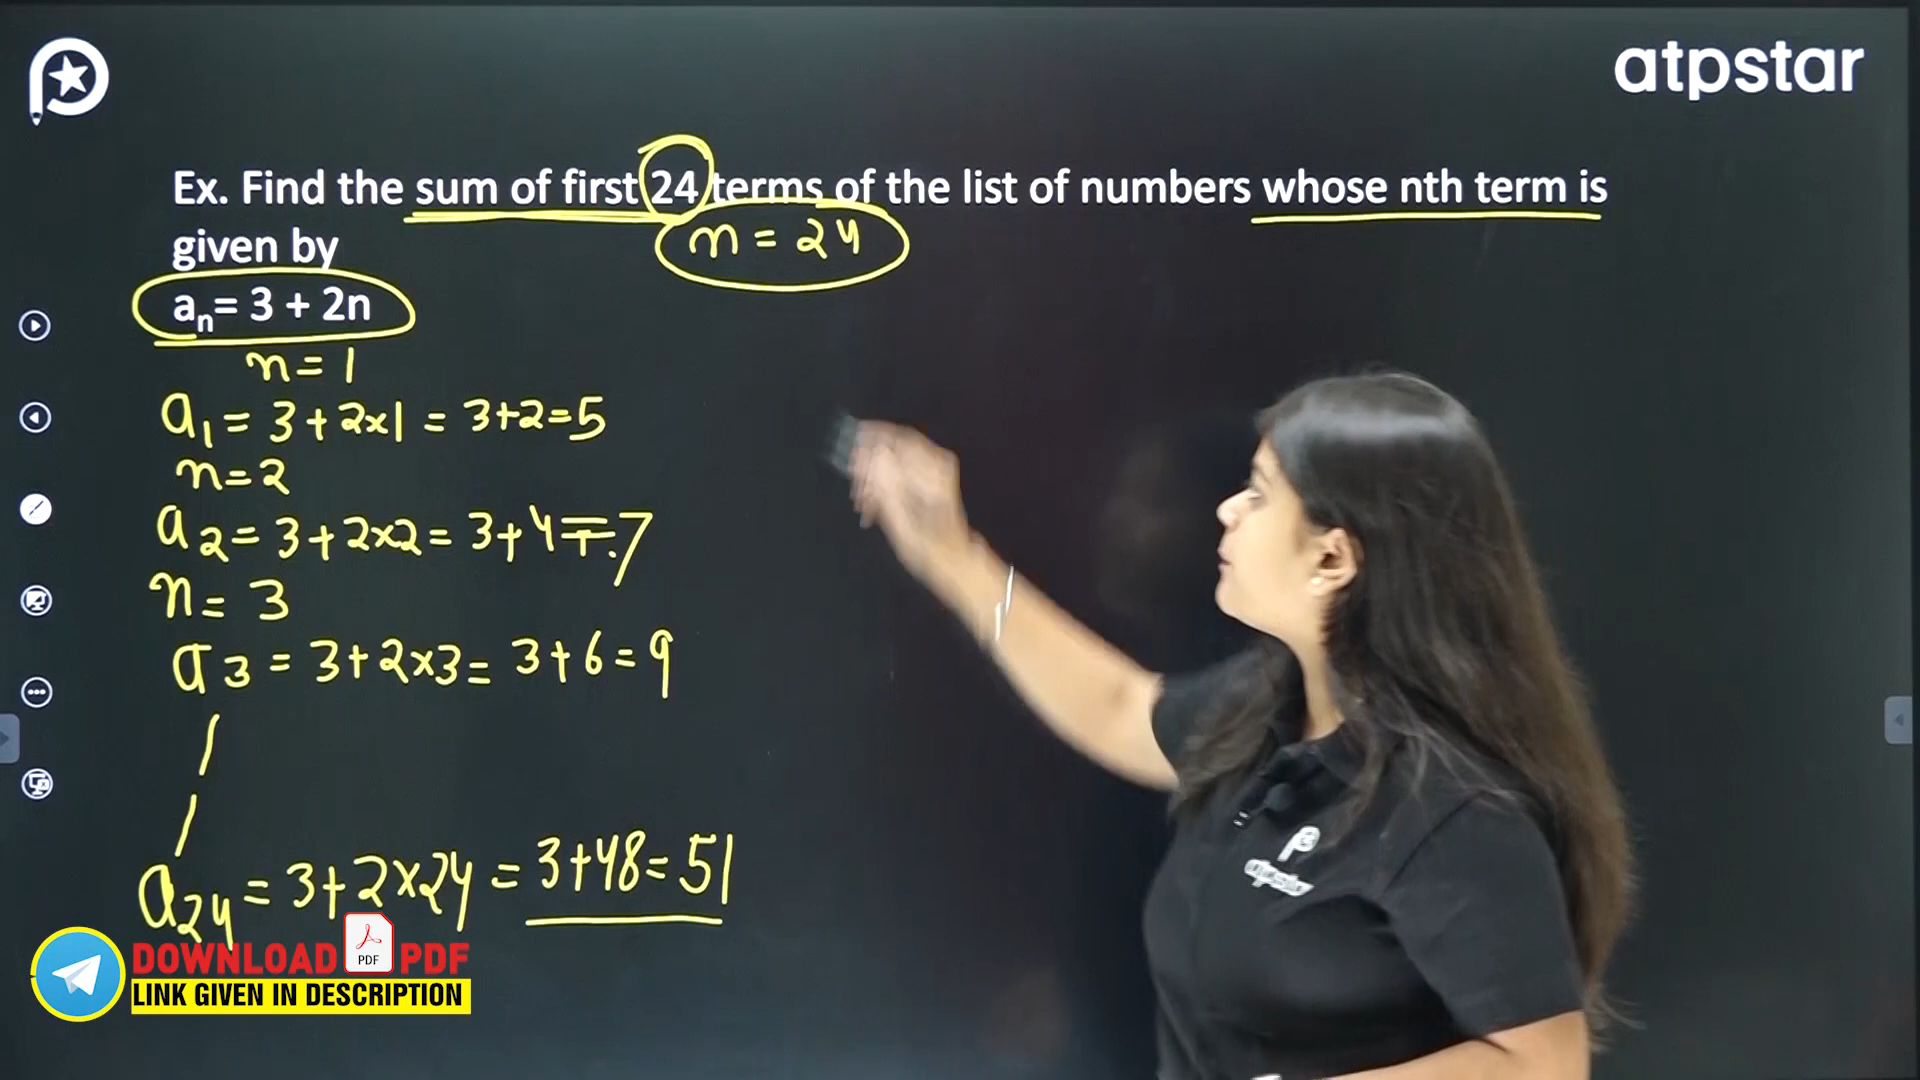 atpstar
Ex. Find the sum of first 24 terms of the list of numbers whose nth term is
given by
n = 24
aₙ= 3 + 2n
n = 1
a₁ = 3 + 2×1 = 3+2=5
n=2
a₂ = 3 + 2×2 = 3+4=7
n = 3
a₃ = 3+2×3 = 3+6=9
a₂₄ = 3+2×24 = 3+48=51
atpstar
DOWNLOAD PDF PDF
LINK GIVEN IN DESCRIPTION